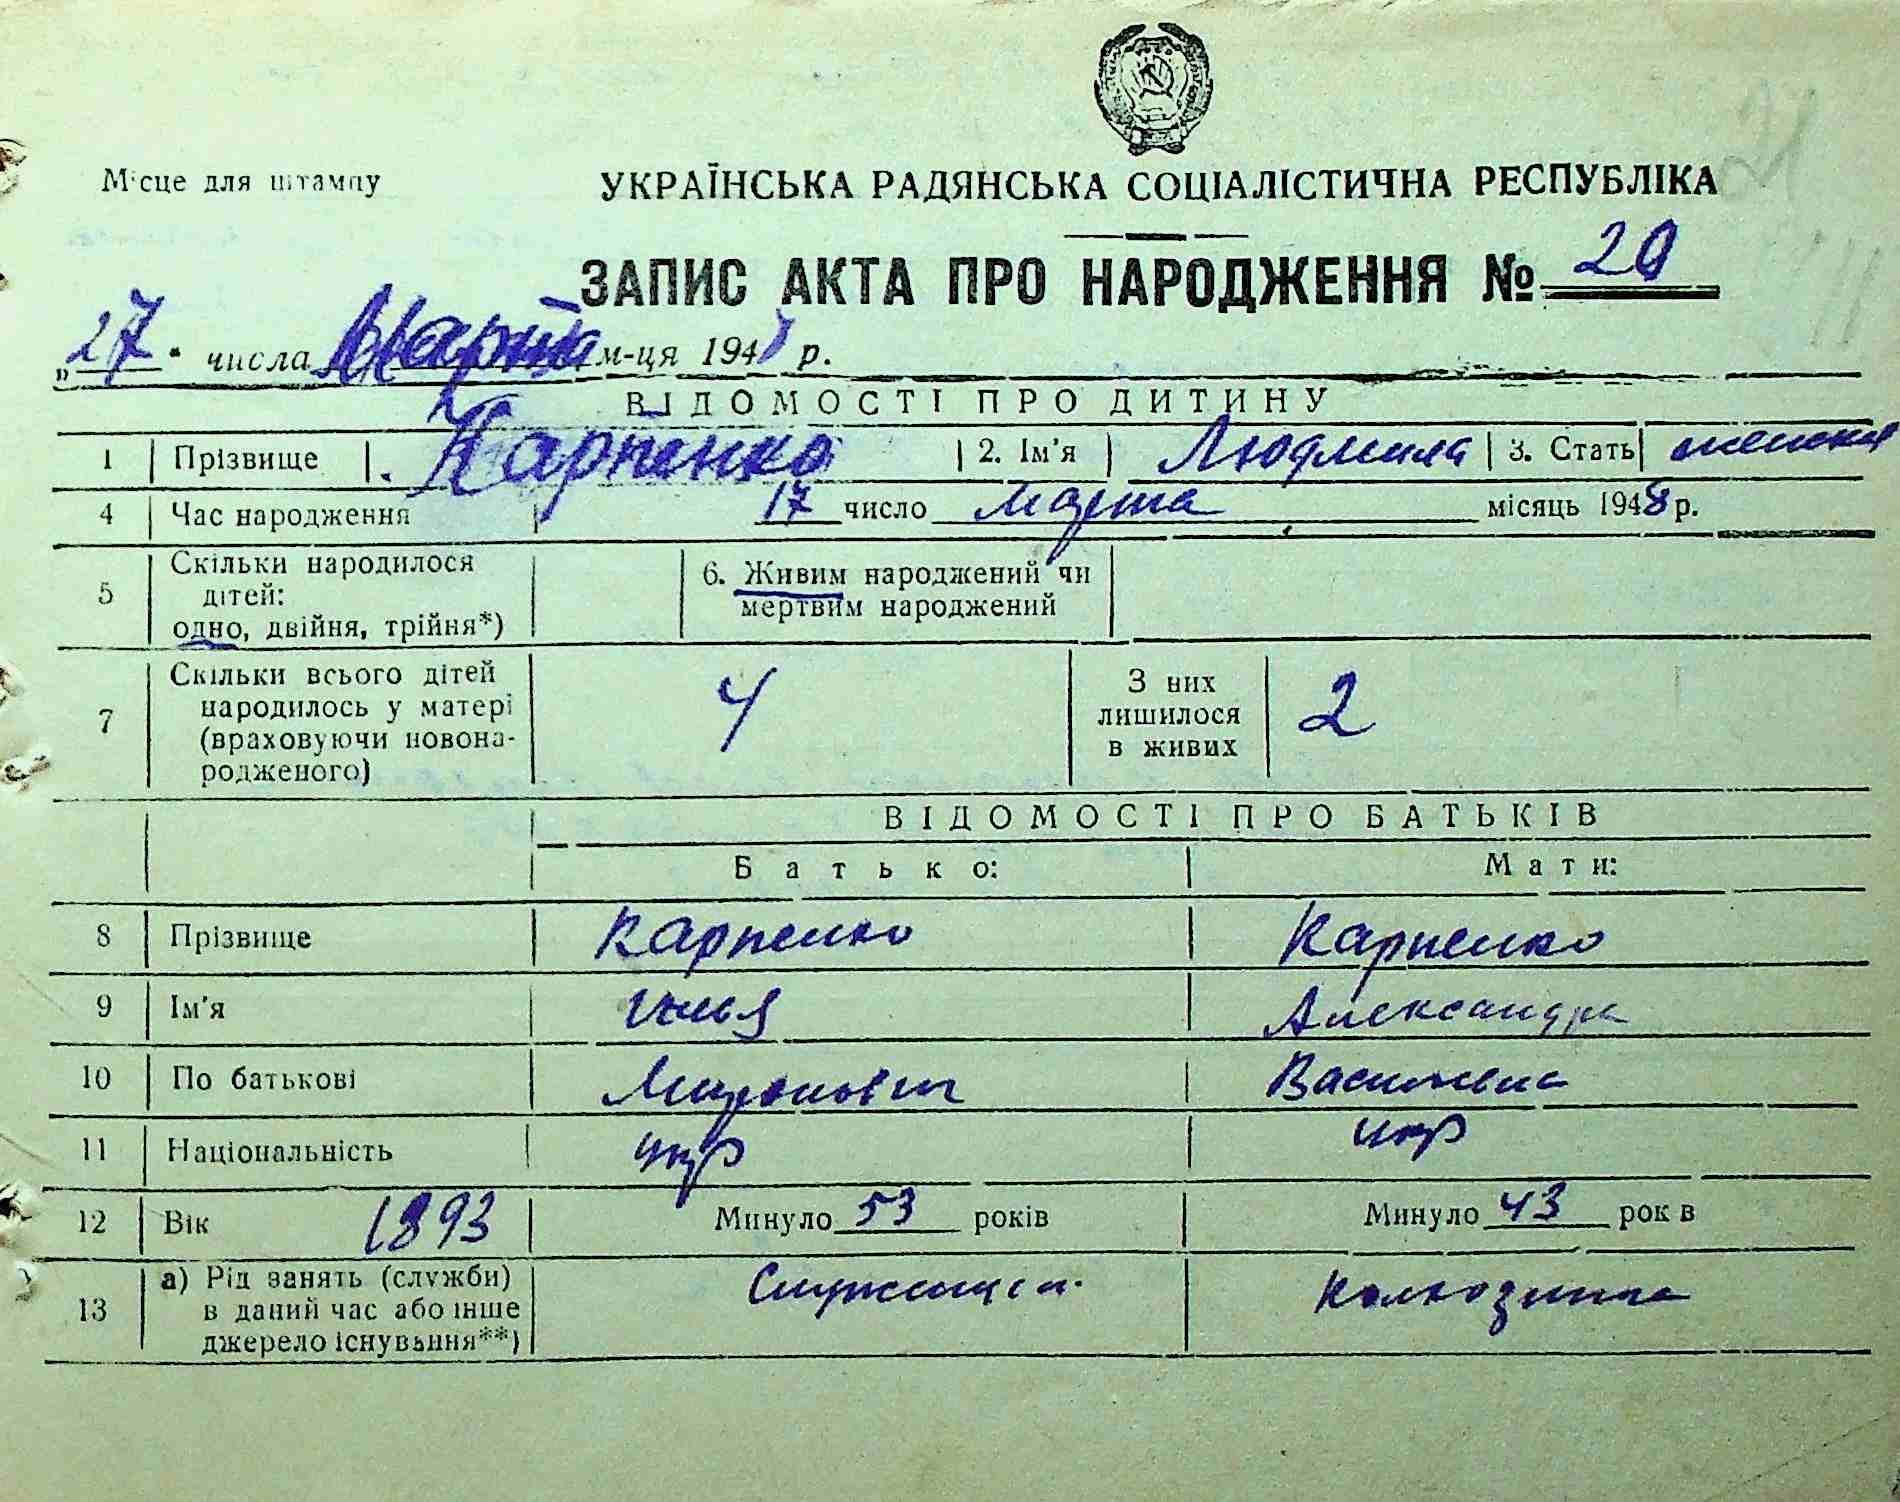 Місце для штампу
УКРАЇНСЬКА РАДЯНСЬКА СОЦІАЛІСТИЧНА РЕСПУБЛІКА
ЗАПИС АКТА ПРО НАРОДЖЕННЯ № 20
„27" числа Марта м-ця 194 р.
ВІДОМОСТІ ПРО ДИТИНУ
1 Прізвище Карпенко 2. Ім'я Людмила 3. Стать женская
4 Час народження 17 число Марта місяць 1948 р.
5 Скільки народилося дітей: одно, двійня, трійня*) 6. Живим народжений чи мертвим народжений
7 Скільки всього дітей народилось у матері (враховуючи новонародженого) 4 З них лишилося в живих 2
ВІДОМОСТІ ПРО БАТЬКІВ
Батько: Мати:
8 Прізвище Карпенко Карпенко
9 Ім'я Илья Александра
10 По батькові Миронович Васильевна
11 Національність укр укр
12 Вік 1893 Минуло 53 років Минуло 43 рок в
13 а) Рід занять (служби) в даний час або інше джерело існування**) Служащий Колхозница